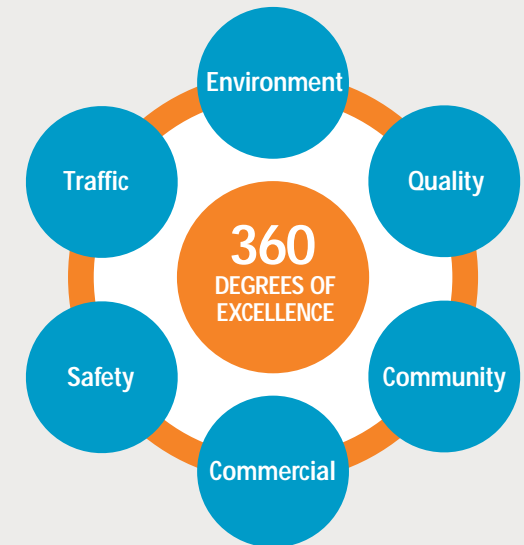 Environment
Traffic
Quality
360
DEGREES OF
EXCELLENCE
Safety
Community
Commercial